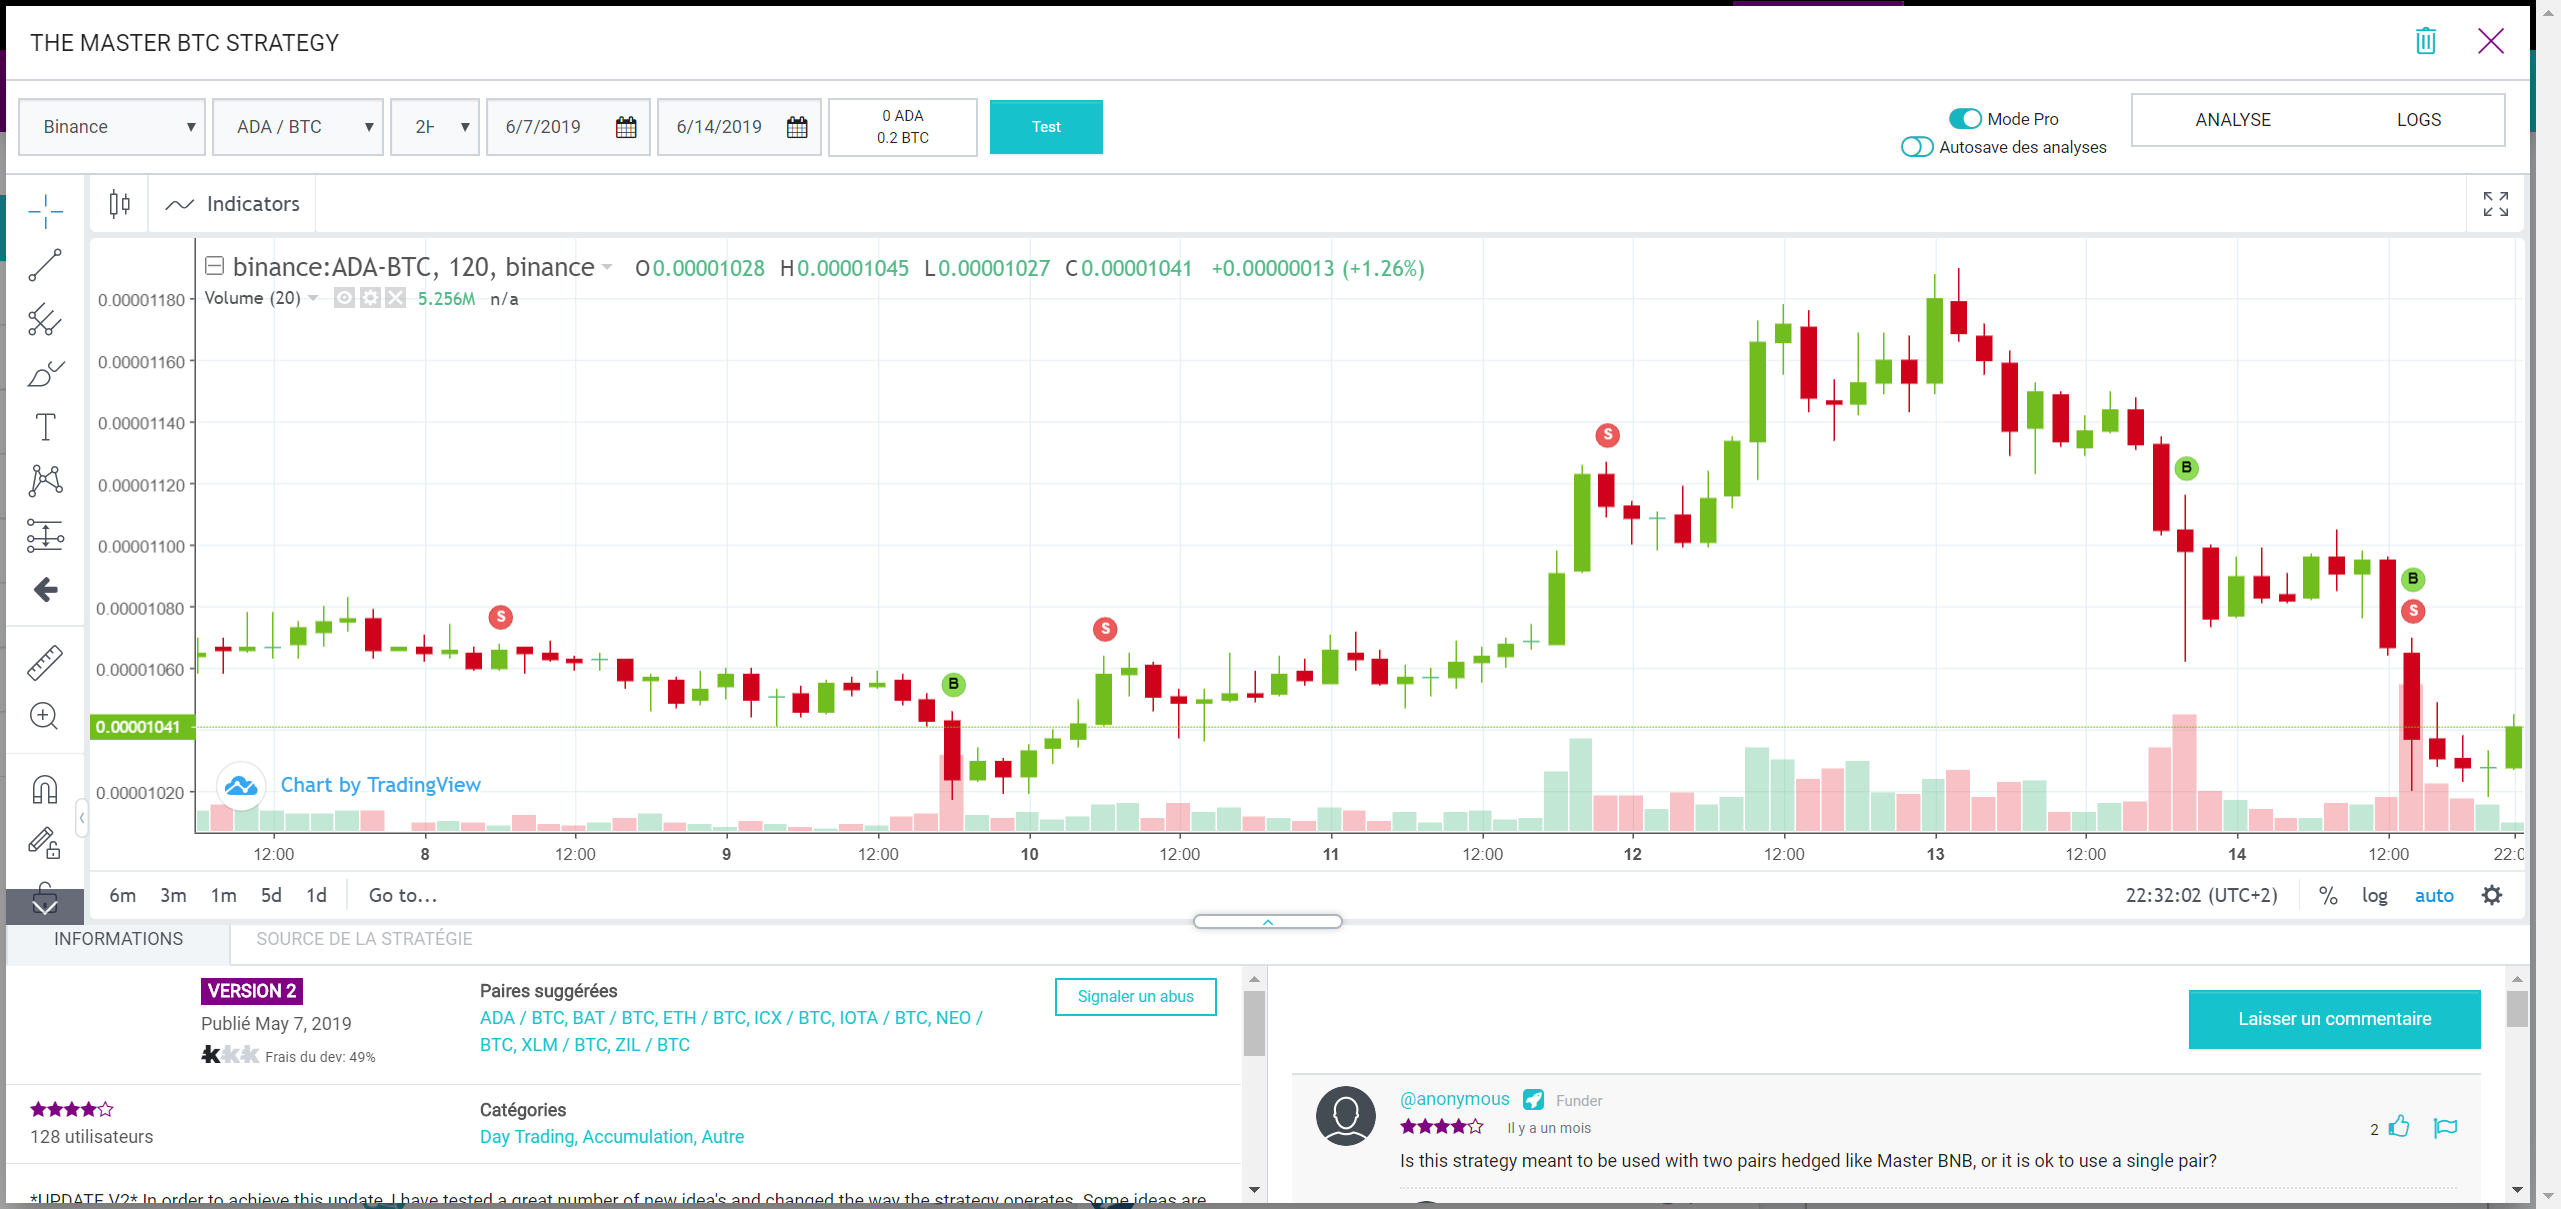 THE MASTER BTC STRATEGY
Binance
ADA / BTC
2H
6/7/2019
6/14/2019
0 ADA
0.2 BTC
Test
Mode Pro
Autosave des analyses
ANALYSE
LOGS
Indicators
binance:ADA-BTC, 120, binance O0.00001028 H0.00001045 L0.00001027 C0.00001041 +0.00000013 (+1.26%)
Volume (20) 5.256M n/a
0.00001180
0.00001160
0.00001140
0.00001120
0.00001100
0.00001080
0.00001060
0.00001041
0.00001020
S
B
S
S
B
B
S
Chart by TradingView
12:00 8 12:00 9 12:00 10 12:00 11 12:00 12 12:00 13 12:00 14 12:00 22:0
6m 3m 1m 5d 1d Go to...
22:32:02 (UTC+2) % log auto
INFORMATIONS
SOURCE DE LA STRATÉGIE
VERSION 2
Publié May 7, 2019
Frais du dev: 49%
Paires suggérées
ADA / BTC, BAT / BTC, ETH / BTC, ICX / BTC, IOTA / BTC, NEO /
BTC, XLM / BTC, ZIL / BTC
Signaler un abus
128 utilisateurs
Catégories
Day Trading, Accumulation, Autre
*UPDATE V2* In order to achieve this update, I have tested a great number of new idea's and changed the way the strategy operates. Some ideas are
Laisser un commentaire
@anonymous Funder
Il y a un mois
2
Is this strategy meant to be used with two pairs hedged like Master BNB, or it is ok to use a single pair?